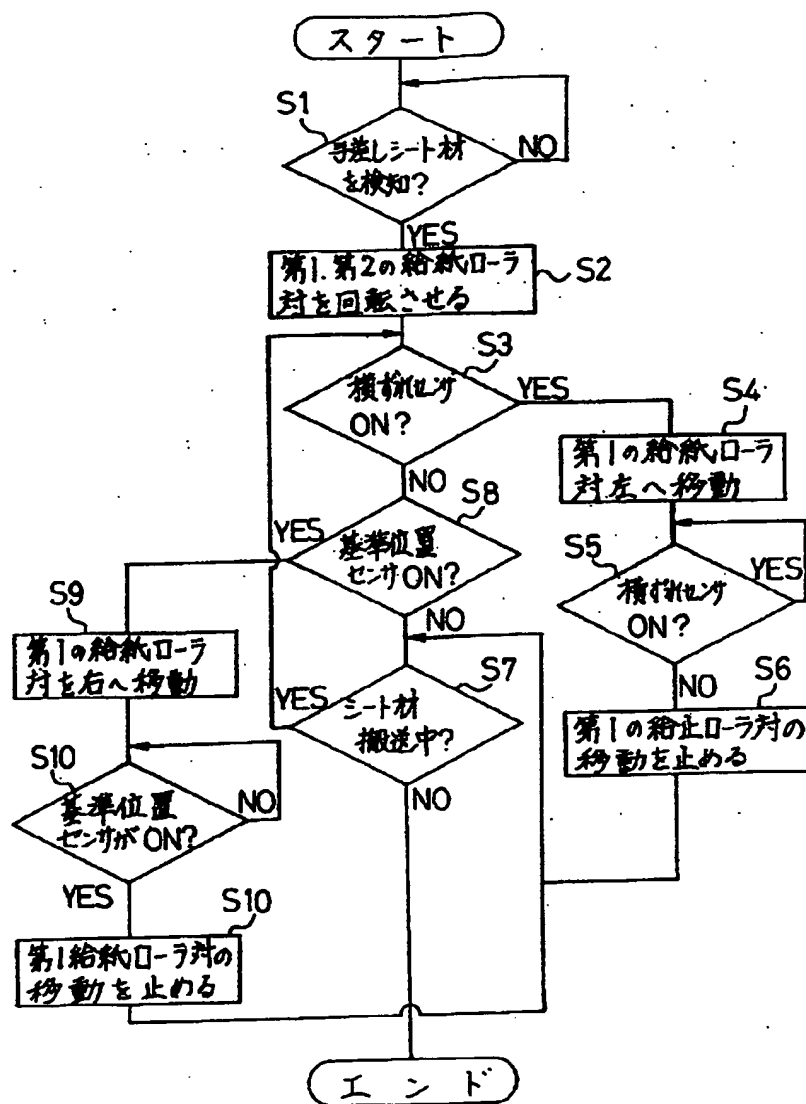 スタート
S1
手差しシート材
を検知?
NO
YES
第1.第2の給紙ローラ
対を回転させる
S2
S3
横ずれセンサ
ON?
YES
NO
S4
第1の給紙ローラ
対左へ移動
S5
横ずれセンサ
ON?
YES
NO
S6
第1の給正ローラ対の
移動を止める
S8
基準位置
センサON?
YES
NO
S9
第1の給紙ローラ
対を右へ移動
S7
シート材
搬送中?
YES
NO
S10
基準位置
センサがON?
NO
YES
S10
第1給紙ローラ対の
移動を止める
エンド